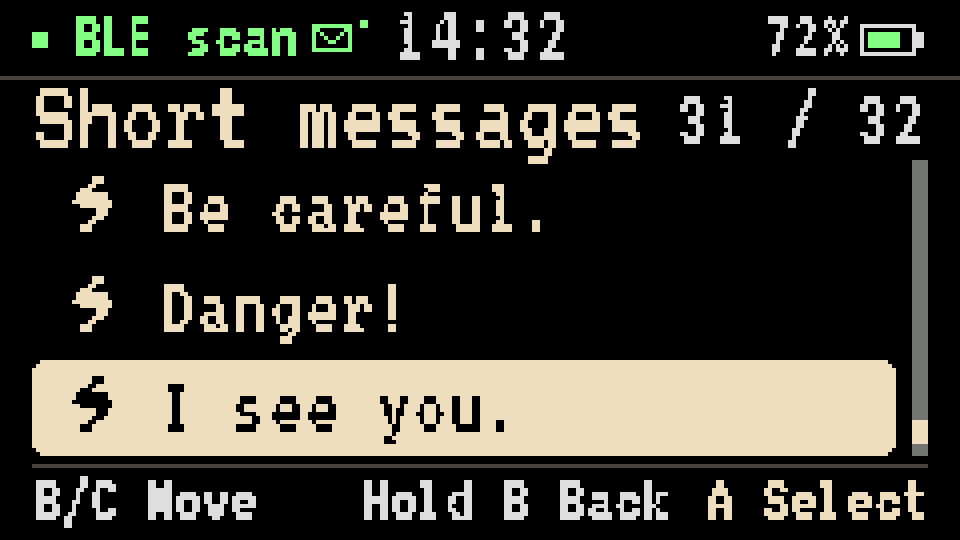 BLE scan 14:32 72%
Short messages 31 / 32
Be careful.
Danger!
I see you.
B/C Move Hold B Back A Select